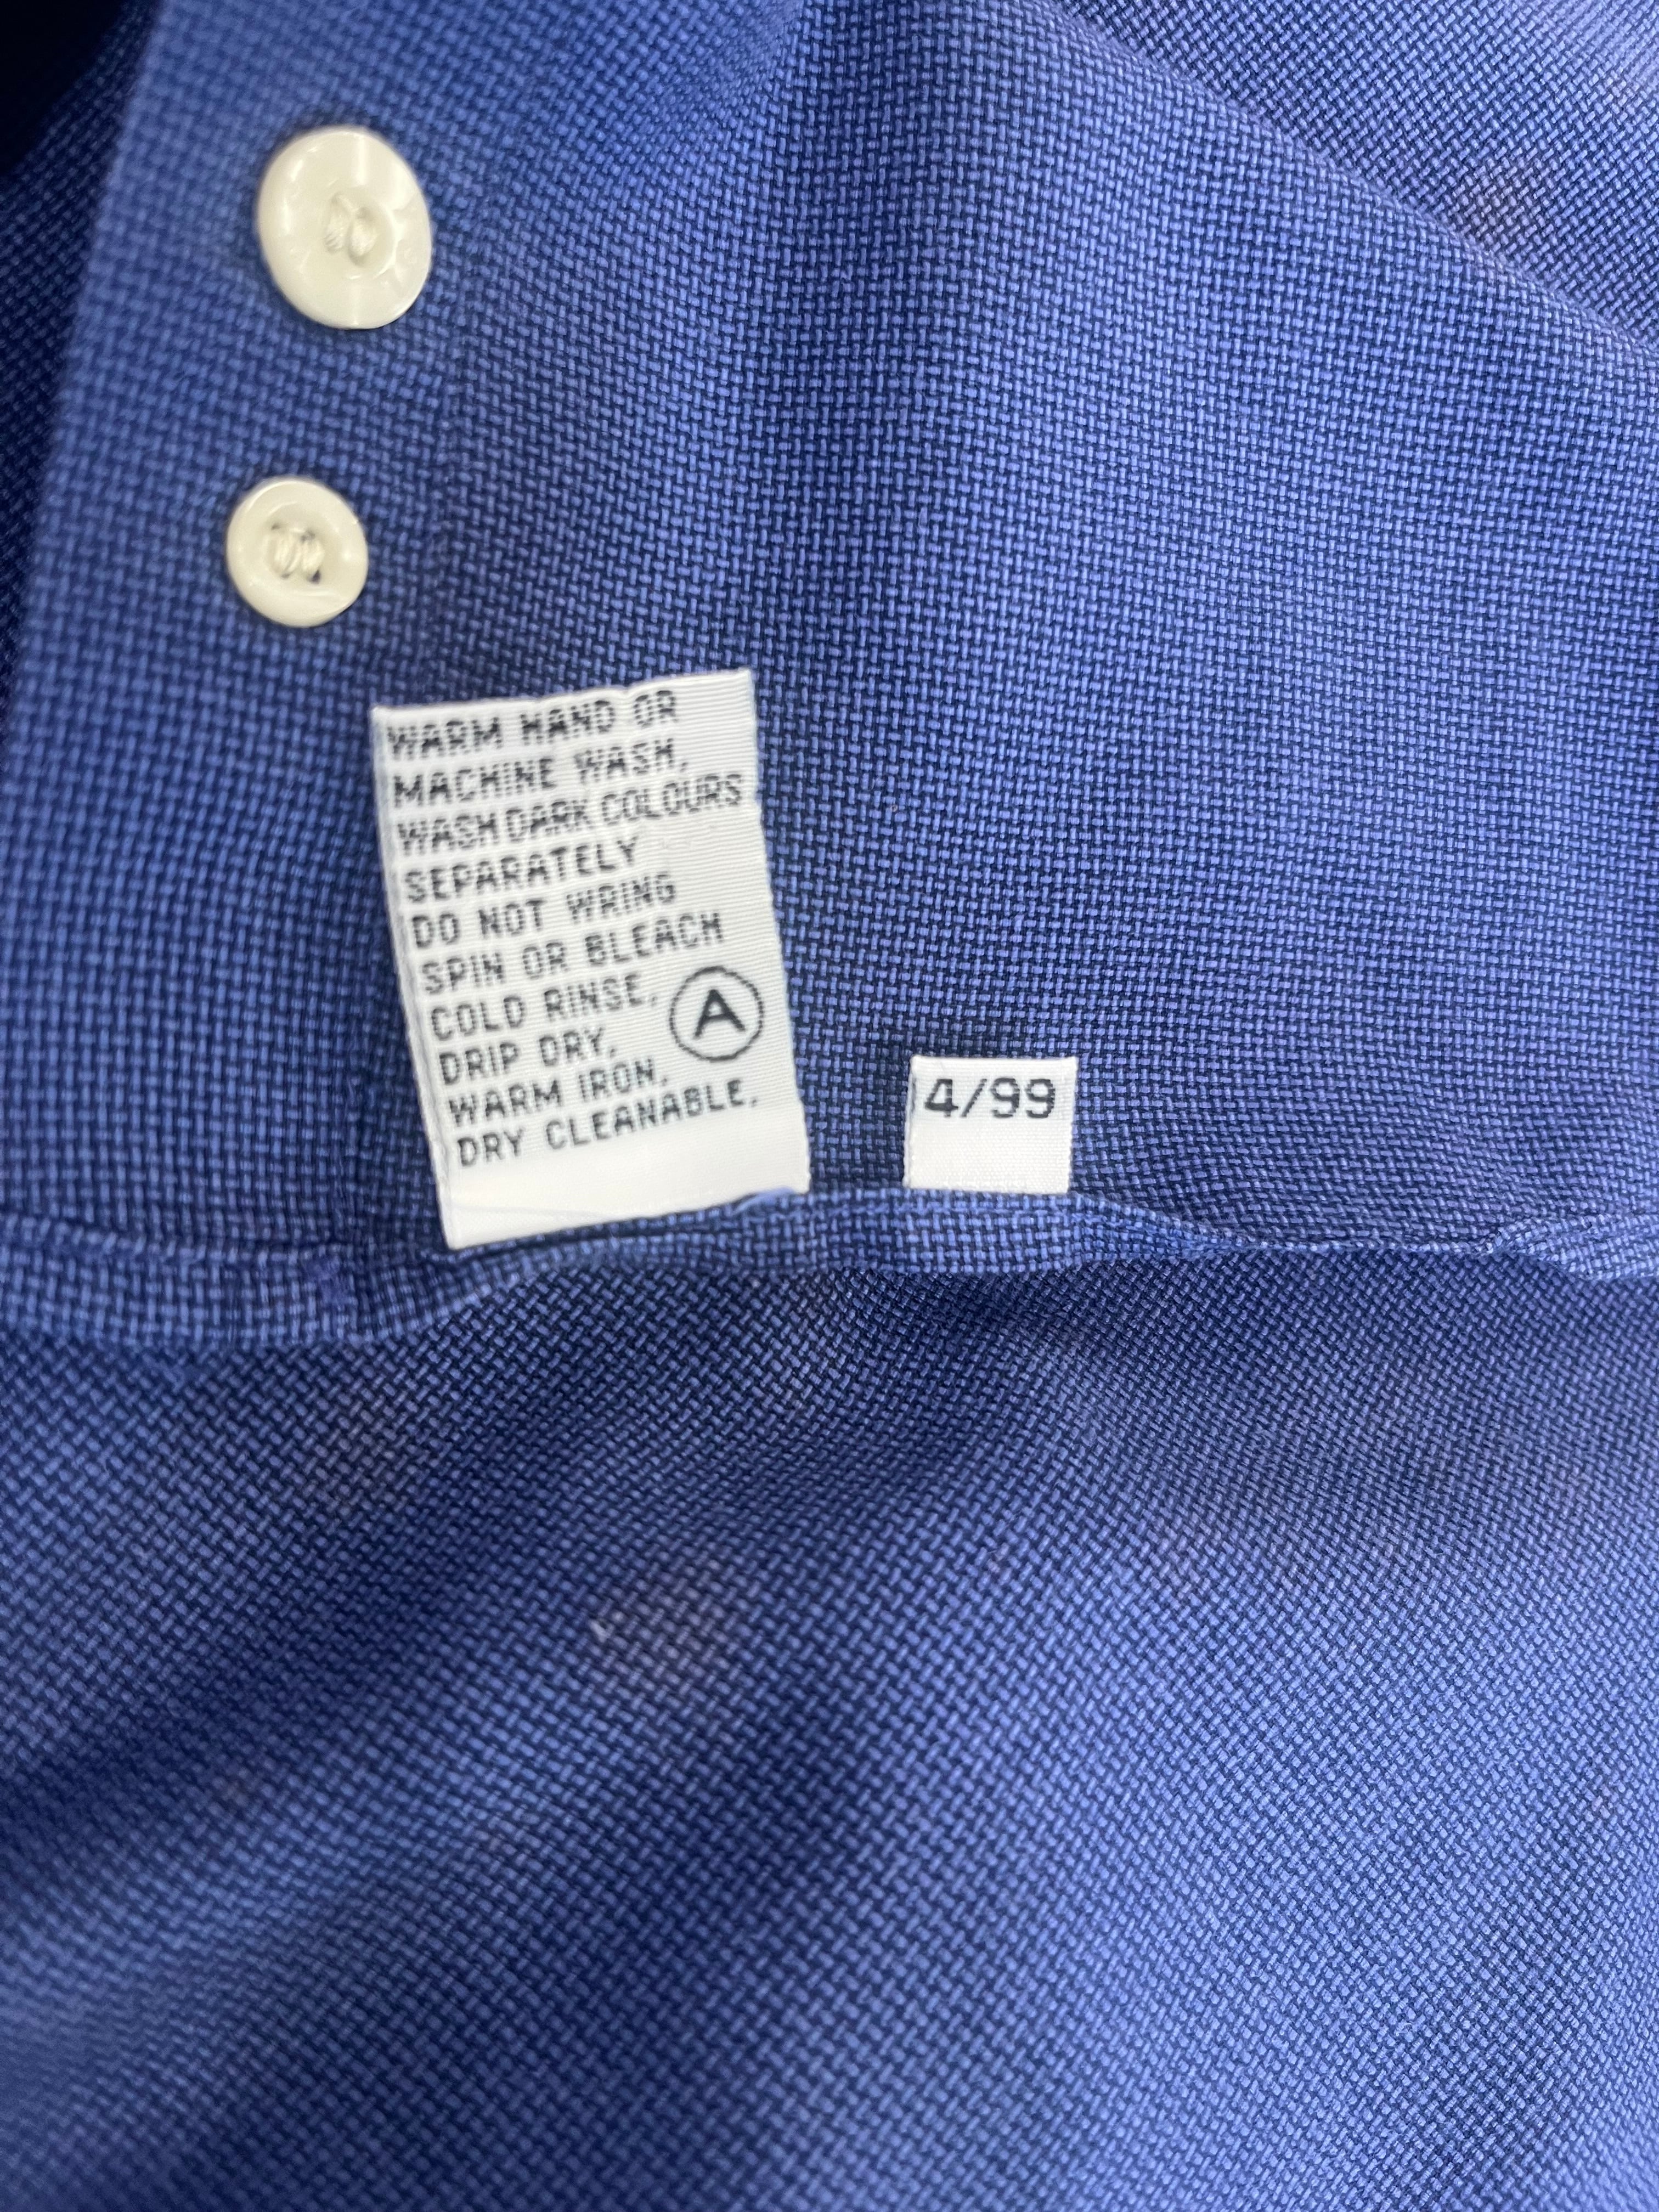 WARM HAND OR
MACHINE WASH.
WASH DARK COLOURS
SEPARATELY
DO NOT WRING
SPIN OR BLEACH
COLD RINSE.
DRIP DRY.
WARM IRON.
DRY CLEANABLE.
A
4/99